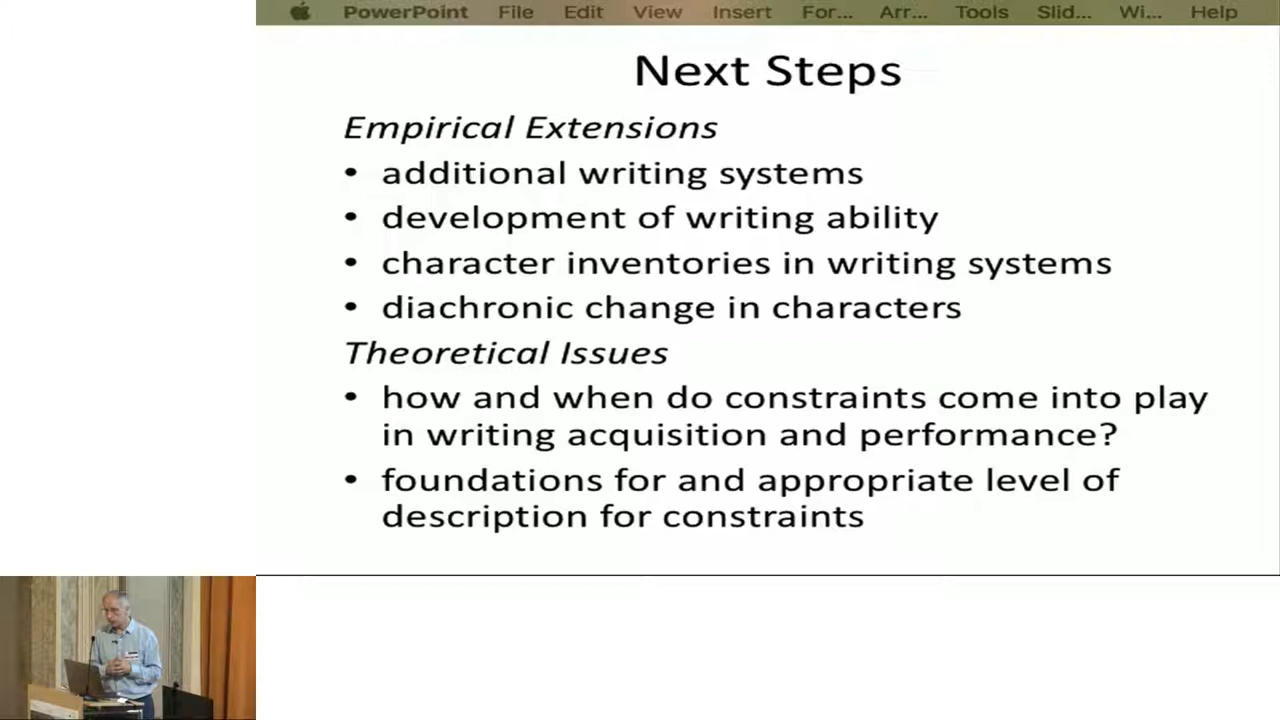 PowerPoint File Edit View Insert For... Arr... Tools Slid... Wi... Help
Next Steps
Empirical Extensions
• additional writing systems
• development of writing ability
• character inventories in writing systems
• diachronic change in characters
Theoretical Issues
• how and when do constraints come into play
in writing acquisition and performance?
• foundations for and appropriate level of
description for constraints